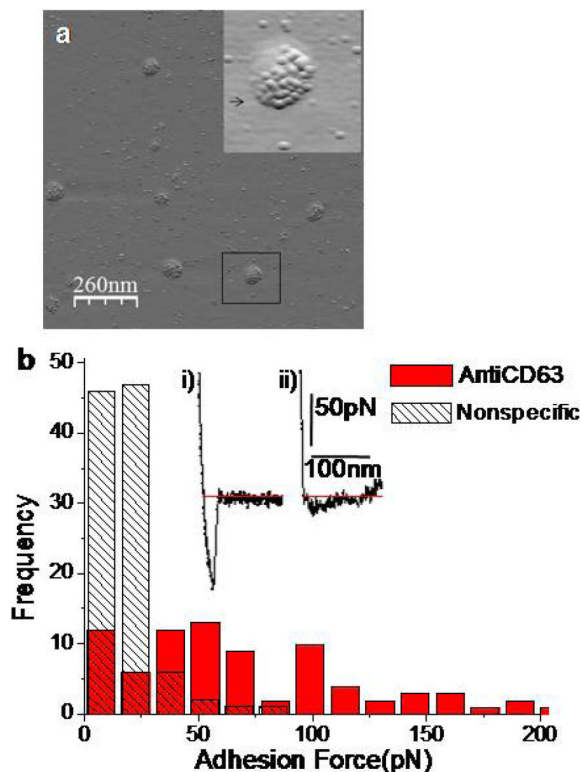 a
260nm
b
50
40
30
20
10
0
Frequency
i)
ii)
50pN
100nm
AntiCD63
Nonspecific
0
50
100
150
200
Adhesion Force(pN)